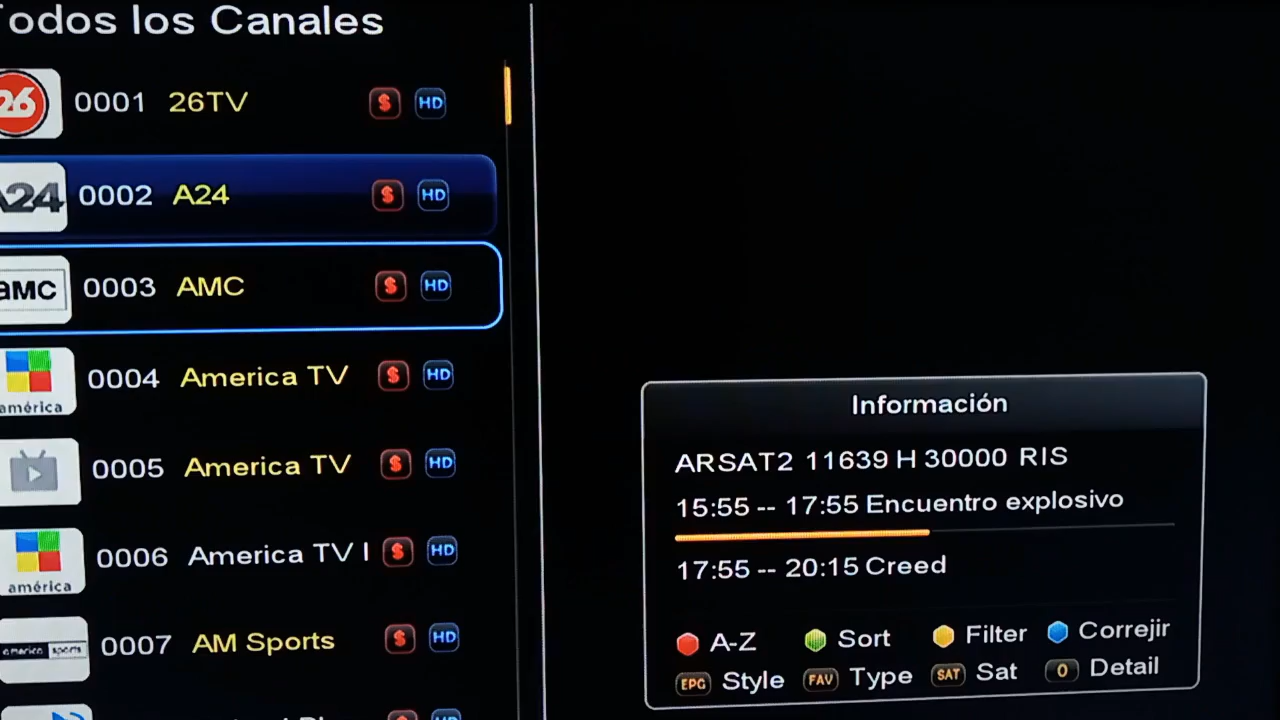 Todos los Canales
26 0001 26TV $ HD
A24 0002 A24 $ HD
aMC 0003 AMC $ HD
0004 America TV $ HD
américa
0005 America TV $ HD
0006 America TV $ HD
américa
america sports 0007 AM Sports $ HD
HD
Información
ARSAT2 11639 H 30000 RIS
15:55 -- 17:55 Encuentro explosivo
17:55 -- 20:15 Creed
A-Z Sort Filter Correjir
EPG Style FAV Type SAT Sat 0 Detail